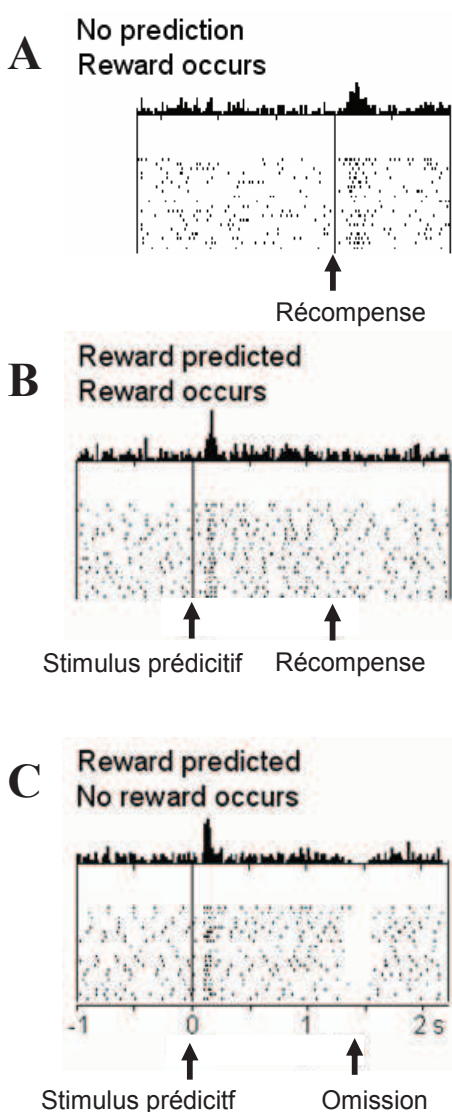 A
No prediction
Reward occurs
Récompense
B
Reward predicted
Reward occurs
Stimulus prédicitif Récompense
C
Reward predicted
No reward occurs
-1 0 1 2 s
Stimulus prédicitf Omission